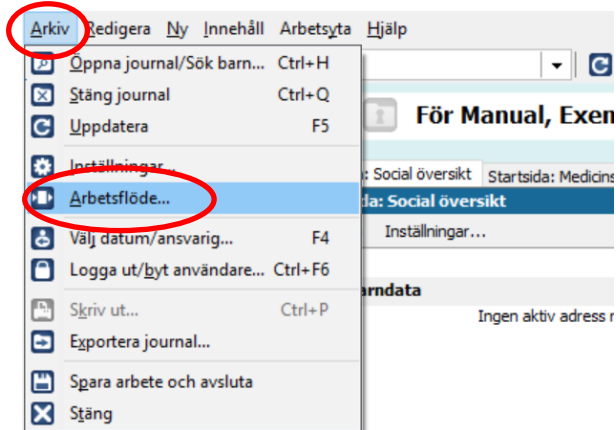 Arkiv Redigera Ny Innehåll Arbetsyta Hjälp
Öppna journal/Sök barn... Ctrl+H
Stäng journal Ctrl+Q
Uppdatera F5
För Manual, Exem
Inställningar...
: Social översikt Startsida: Medicins
Arbetsflöde...
da: Social översikt
Välj datum/ansvarig... F4
Inställningar...
Logga ut/byt användare... Ctrl+F6
arndata
Skriv ut... Ctrl+P
Ingen aktiv adress r
Exportera journal...
Spara arbete och avsluta
Stäng